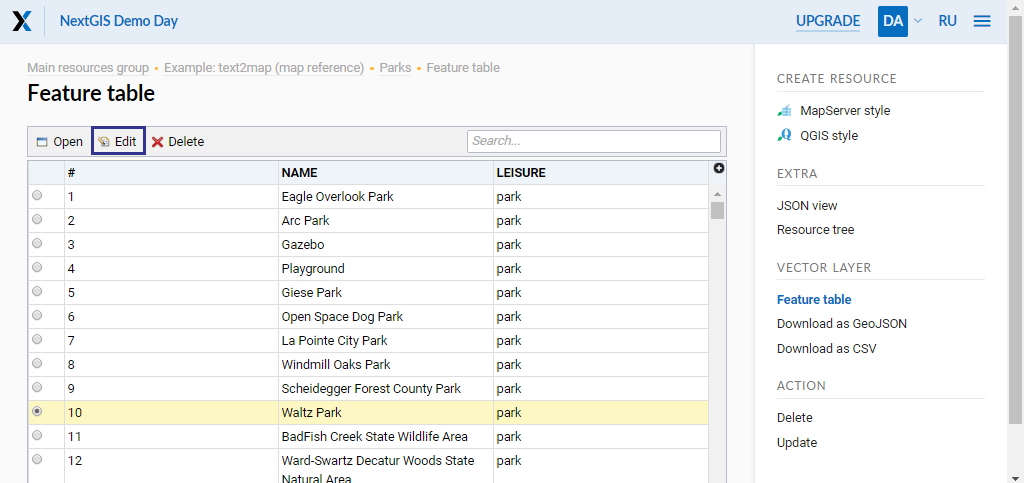 NextGIS Demo Day
UPGRADE DA RU
Main resources group • Example: text2map (map reference) • Parks • Feature table
Feature table
Open Edit Delete Search...
# NAME LEISURE
1 Eagle Overlook Park park
2 Arc Park park
3 Gazebo park
4 Playground park
5 Giese Park park
6 Open Space Dog Park park
7 La Pointe City Park park
8 Windmill Oaks Park park
9 Scheidegger Forest County Park park
10 Waltz Park park
11 BadFish Creek State Wildlife Area park
12 Ward-Swartz Decatur Woods State park
Natural Area
CREATE RESOURCE
MapServer style
QGIS style
EXTRA
JSON view
Resource tree
VECTOR LAYER
Feature table
Download as GeoJSON
Download as CSV
ACTION
Delete
Update